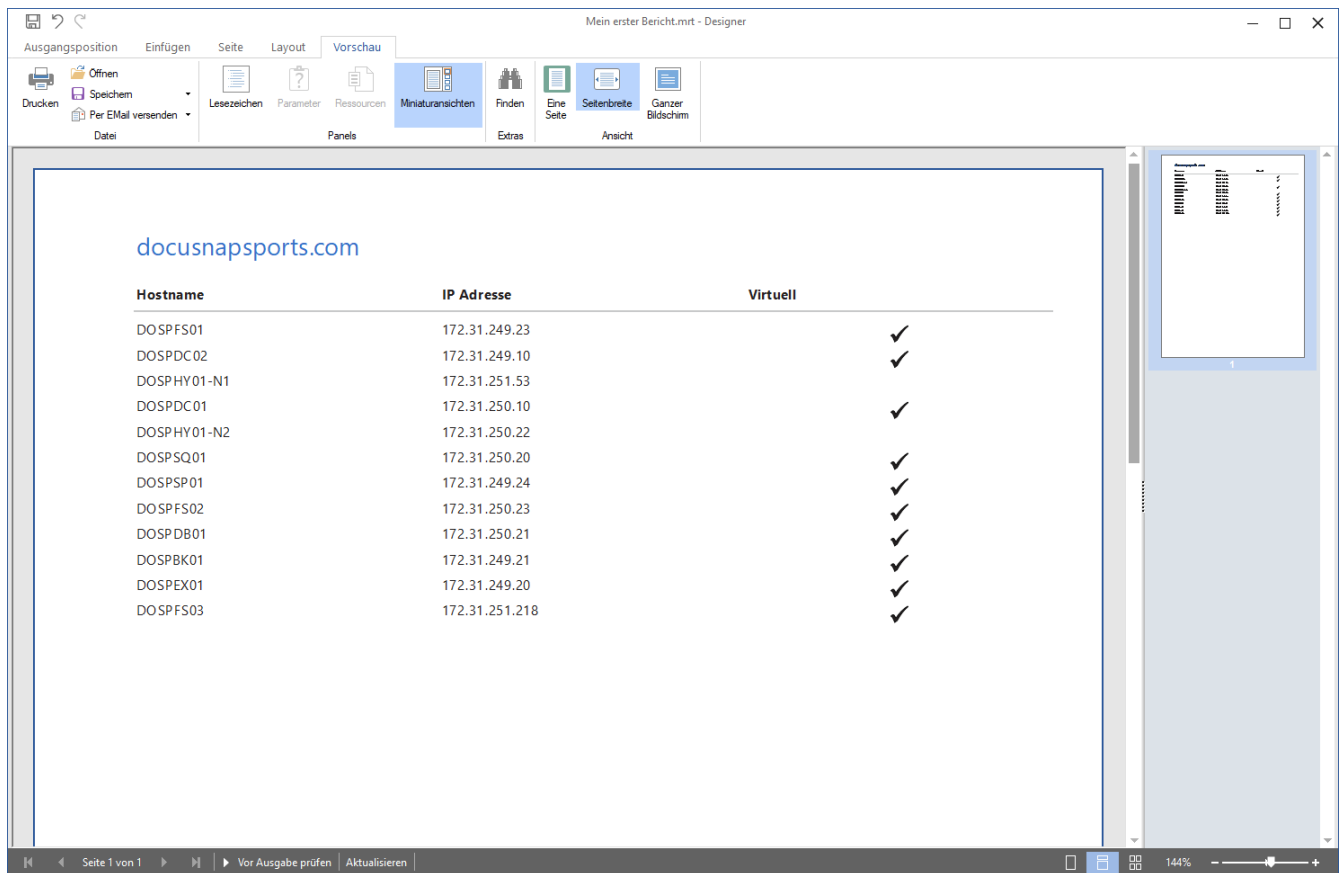 Mein erster Bericht.mrt - Designer
Ausgangsposition Einfügen Seite Layout Vorschau
Drucken
Öffnen
Speichern
Per EMail versenden
Datei
Lesezeichen Parameter Ressourcen Miniaturansichten
Panels
Finden
Extras
Eine Seite
Seitenbreite
Ganzer Bildschirm
Ansicht
docusnapsports.com
Hostname IP Adresse Virtuell
DOSPFS01 172.31.249.23 ✓
DOSPDC02 172.31.249.10 ✓
DOSPHY01-N1 172.31.251.53
DOSPDC01 172.31.250.10 ✓
DOSPHY01-N2 172.31.250.22
DOSPSQ01 172.31.250.20 ✓
DOSPSP01 172.31.249.24 ✓
DOSPFS02 172.31.250.23 ✓
DOSPDB01 172.31.250.21 ✓
DOSPBK01 172.31.249.21 ✓
DOSPEX01 172.31.249.20 ✓
DOSPFS03 172.31.251.218 ✓
1
Seite 1 von 1 Vor Ausgabe prüfen Aktualisieren 144%